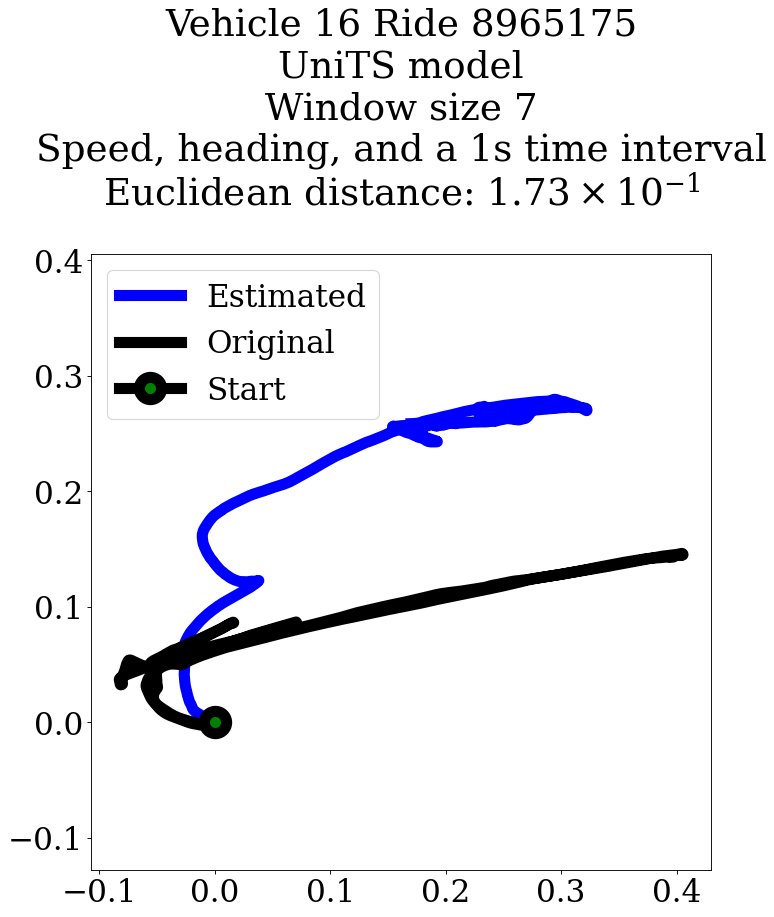 Vehicle 16 Ride 8965175
UniTS model
Window size 7
Speed, heading, and a 1s time interval
Euclidean distance: 1.73 × 10⁻¹
Estimated
Original
Start
0.4
0.3
0.2
0.1
0.0
−0.1
−0.1 0.0 0.1 0.2 0.3 0.4